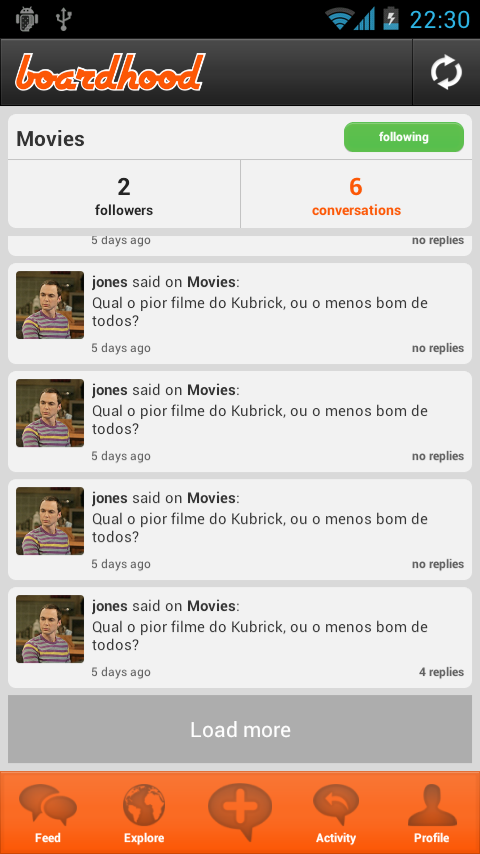 22:30
boardhood
Movies
following
2
followers
6
conversations
5 days ago
no replies
jones said on Movies:
Qual o pior filme do Kubrick, ou o menos bom de
todos?
5 days ago
no replies
jones said on Movies:
Qual o pior filme do Kubrick, ou o menos bom de
todos?
5 days ago
no replies
jones said on Movies:
Qual o pior filme do Kubrick, ou o menos bom de
todos?
5 days ago
no replies
jones said on Movies:
Qual o pior filme do Kubrick, ou o menos bom de
todos?
5 days ago
4 replies
Load more
Feed
Explore
Activity
Profile